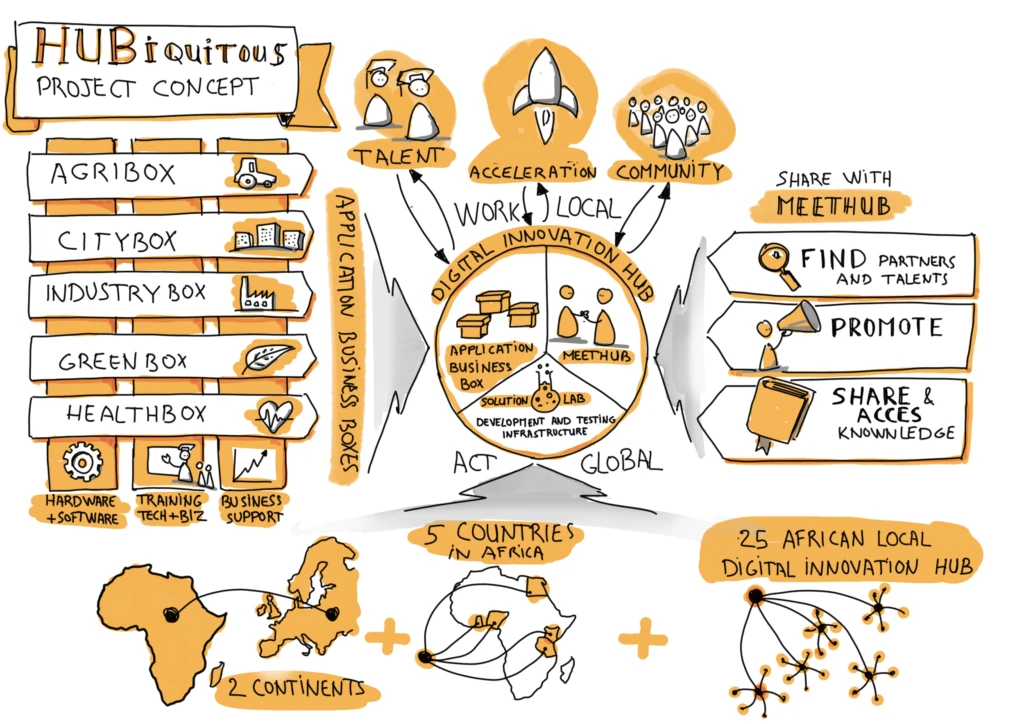 HUBiquitous
PROJECT CONCEPT
AGRIBOX
CITYBOX
INDUSTRY BOX
GREENBOX
HEALTHBOX
HARDWARE
+SOFTWARE
TRAINING
TECH+BIZ
BUSINESS
SUPPORT
APPLICATION BUSINESS BOXES
TALENT
ACCELERATION
COMMUNITY
WORK LOCAL
DIGITAL INNOVATION HUB
APPLICATION
BUSINESS
BOX
MEETHUB
SOLUTION LAB
DEVELOPMENT AND TESTING
INFRASTRUCTURE
ACT GLOBAL
SHARE WITH
MEETHUB
FIND PARTNERS
AND TALENTS
PROMOTE
SHARE &
ACCES
KNOWLEDGE
2 CONTINENTS
+
5 COUNTRIES
IN AFRICA
+
25 AFRICAN LOCAL
DIGITAL INNOVATION HUB